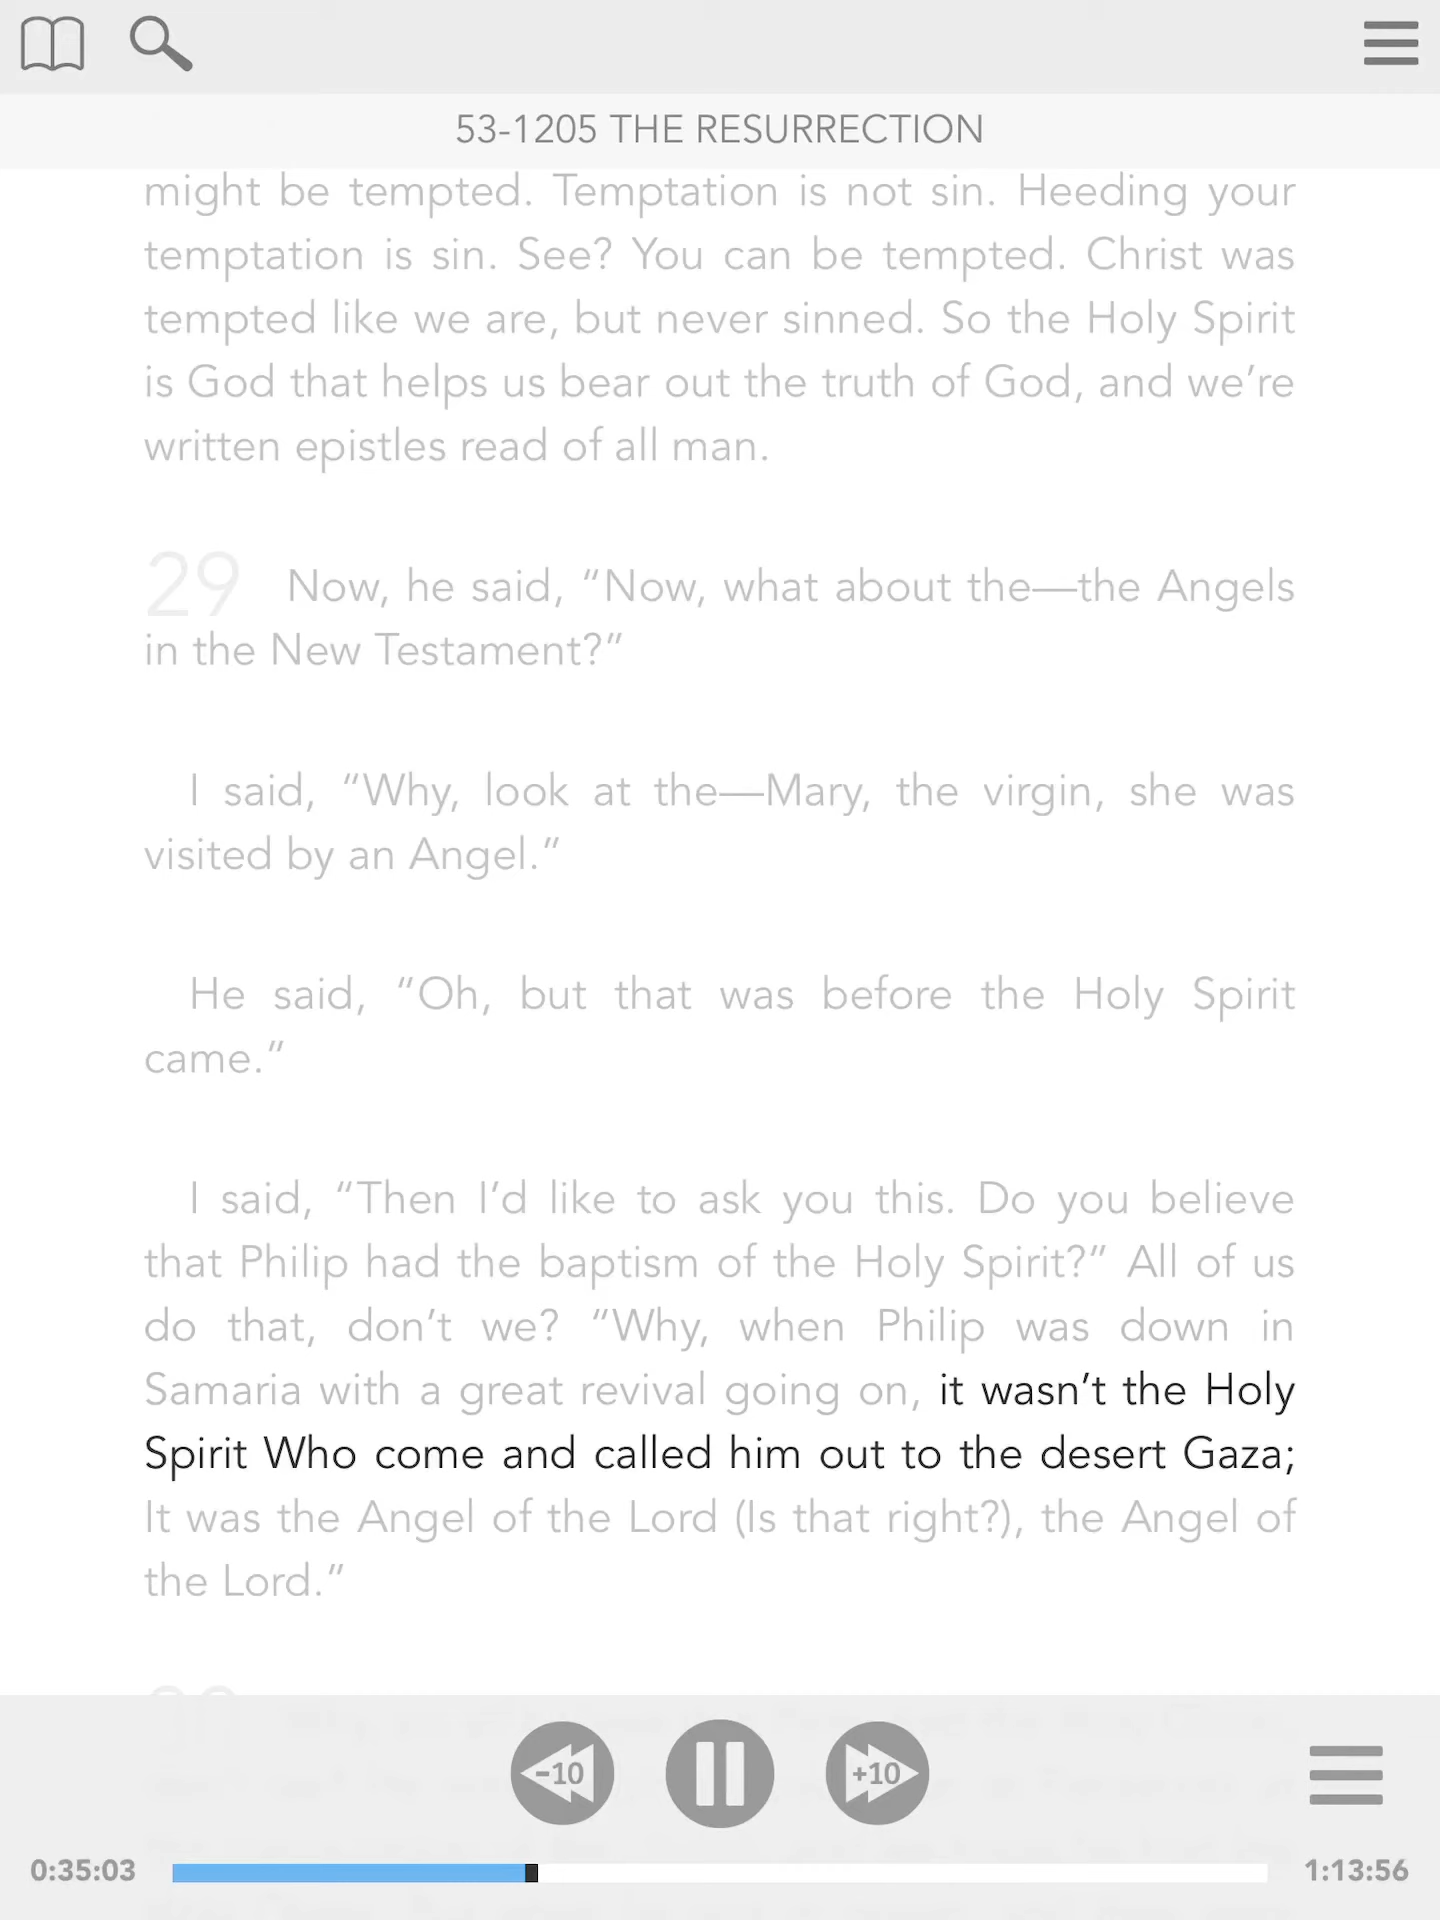 53-1205 THE RESURRECTION
might be tempted. Temptation is not sin. Heeding your
temptation is sin. See? You can be tempted. Christ was
tempted like we are, but never sinned. So the Holy Spirit
is God that helps us bear out the truth of God, and we’re
written epistles read of all man.
29 Now, he said, “Now, what about the—the Angels
in the New Testament?”
I said, “Why, look at the—Mary, the virgin, she was
visited by an Angel.”
He said, “Oh, but that was before the Holy Spirit
came.”
I said, “Then I’d like to ask you this. Do you believe
that Philip had the baptism of the Holy Spirit?” All of us
do that, don’t we? “Why, when Philip was down in
Samaria with a great revival going on, it wasn’t the Holy
Spirit Who come and called him out to the desert Gaza;
It was the Angel of the Lord (Is that right?), the Angel of
the Lord.”
-10 +10
0:35:03 1:13:56